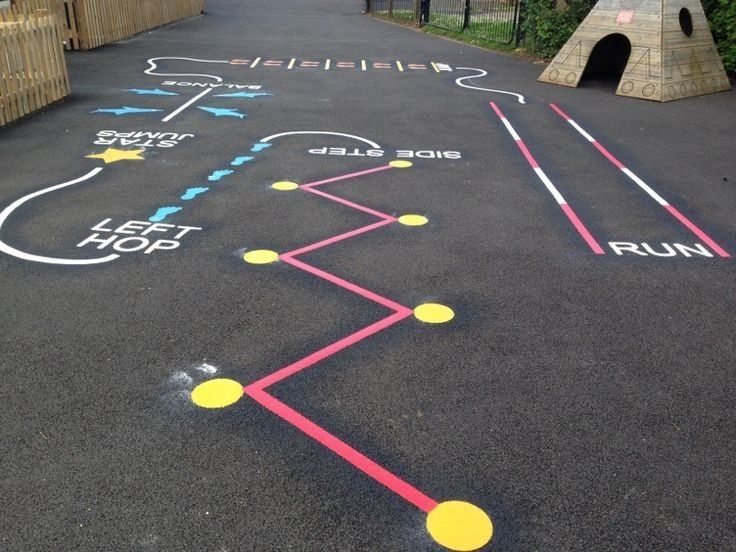 BALANCE
STAR
JUMPS
SIDE STEP
LEFT
HOP
RUN